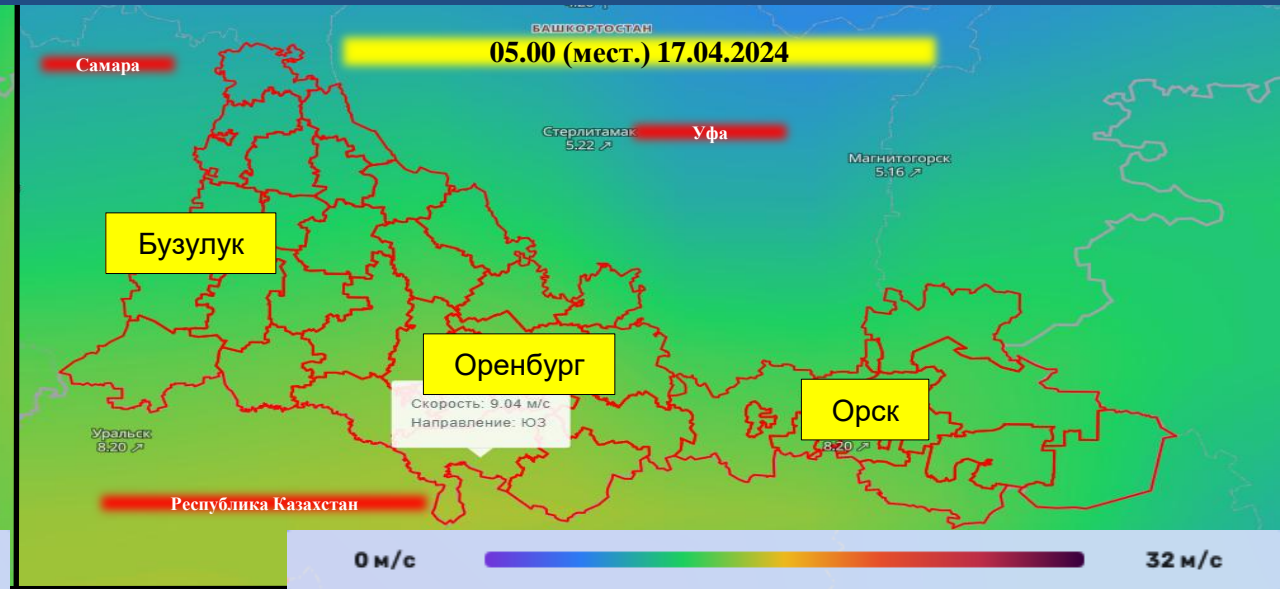 БАШКОРТОСТАН
05.00 (мест.) 17.04.2024
Самара
Стерлитамак
5.22 ↗
Уфа
Магнитогорск
5.16 ↗
Бузулук
Оренбург
Скорость: 9.04 м/с
Направление: ЮЗ
Орск
8.20 ↗
Уральск
8.20 ↗
Республика Казахстан
0 м/с
32 м/с